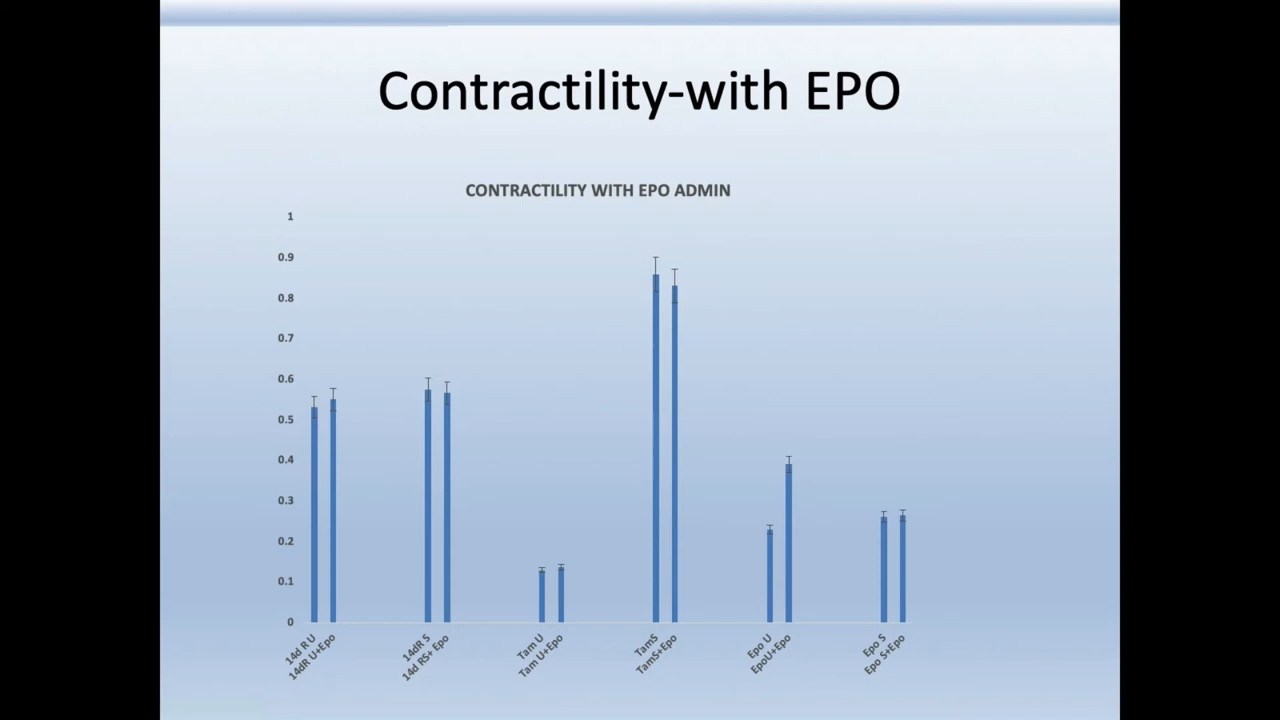 Contractility-with EPO
CONTRACTILITY WITH EPO ADMIN
1
0.9
0.8
0.7
0.6
0.5
0.4
0.3
0.2
0.1
0
14d R U
14dR U+Epo
14dR S
14d RS+ Epo
Tam U
Tam U+Epo
TamS
TamS+Epo
Epo U
EpoU+Epo
Epo S
Epo S+Epo